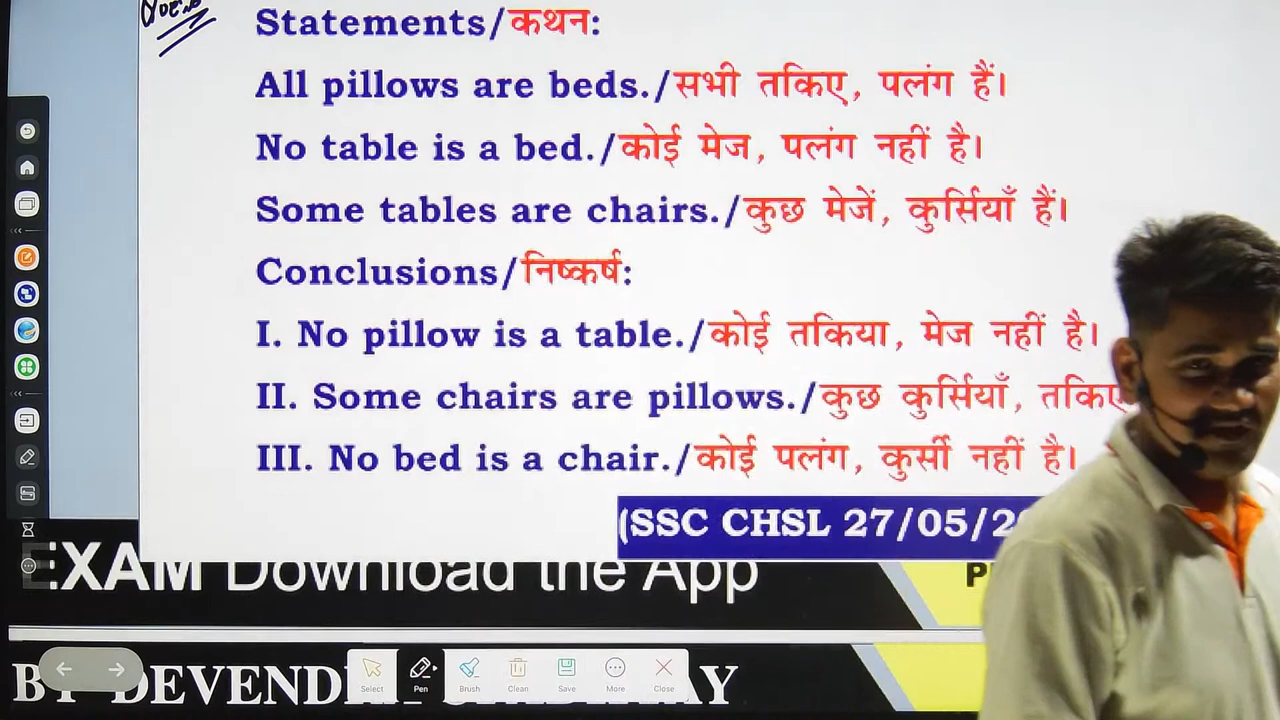 Statements/कथन:
All pillows are beds./सभी तकिए, पलंग हैं।
No table is a bed./कोई मेज, पलंग नहीं है।
Some tables are chairs./कुछ मेजें, कुर्सियाँ हैं।
Conclusions/निष्कर्ष:
I. No pillow is a table./कोई तकिया, मेज नहीं है।
II. Some chairs are pillows./कुछ कुर्सियाँ, तकिए
III. No bed is a chair./कोई पलंग, कुर्सी नहीं है।
(SSC CHSL 27/05/20
EXAM Download the App
BY
Select Pen Brush Clean Save More Close